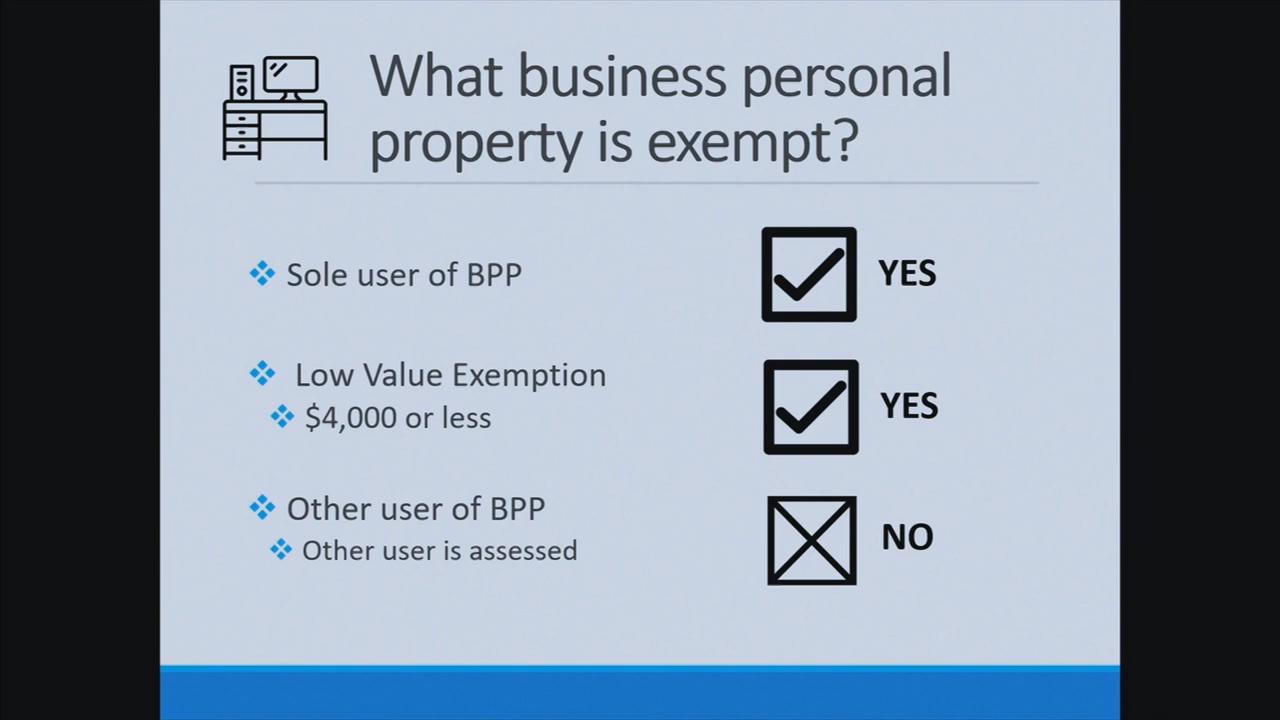 What business personal
property is exempt?
Sole user of BPP
YES
Low Value Exemption
$4,000 or less
YES
Other user of BPP
Other user is assessed
NO